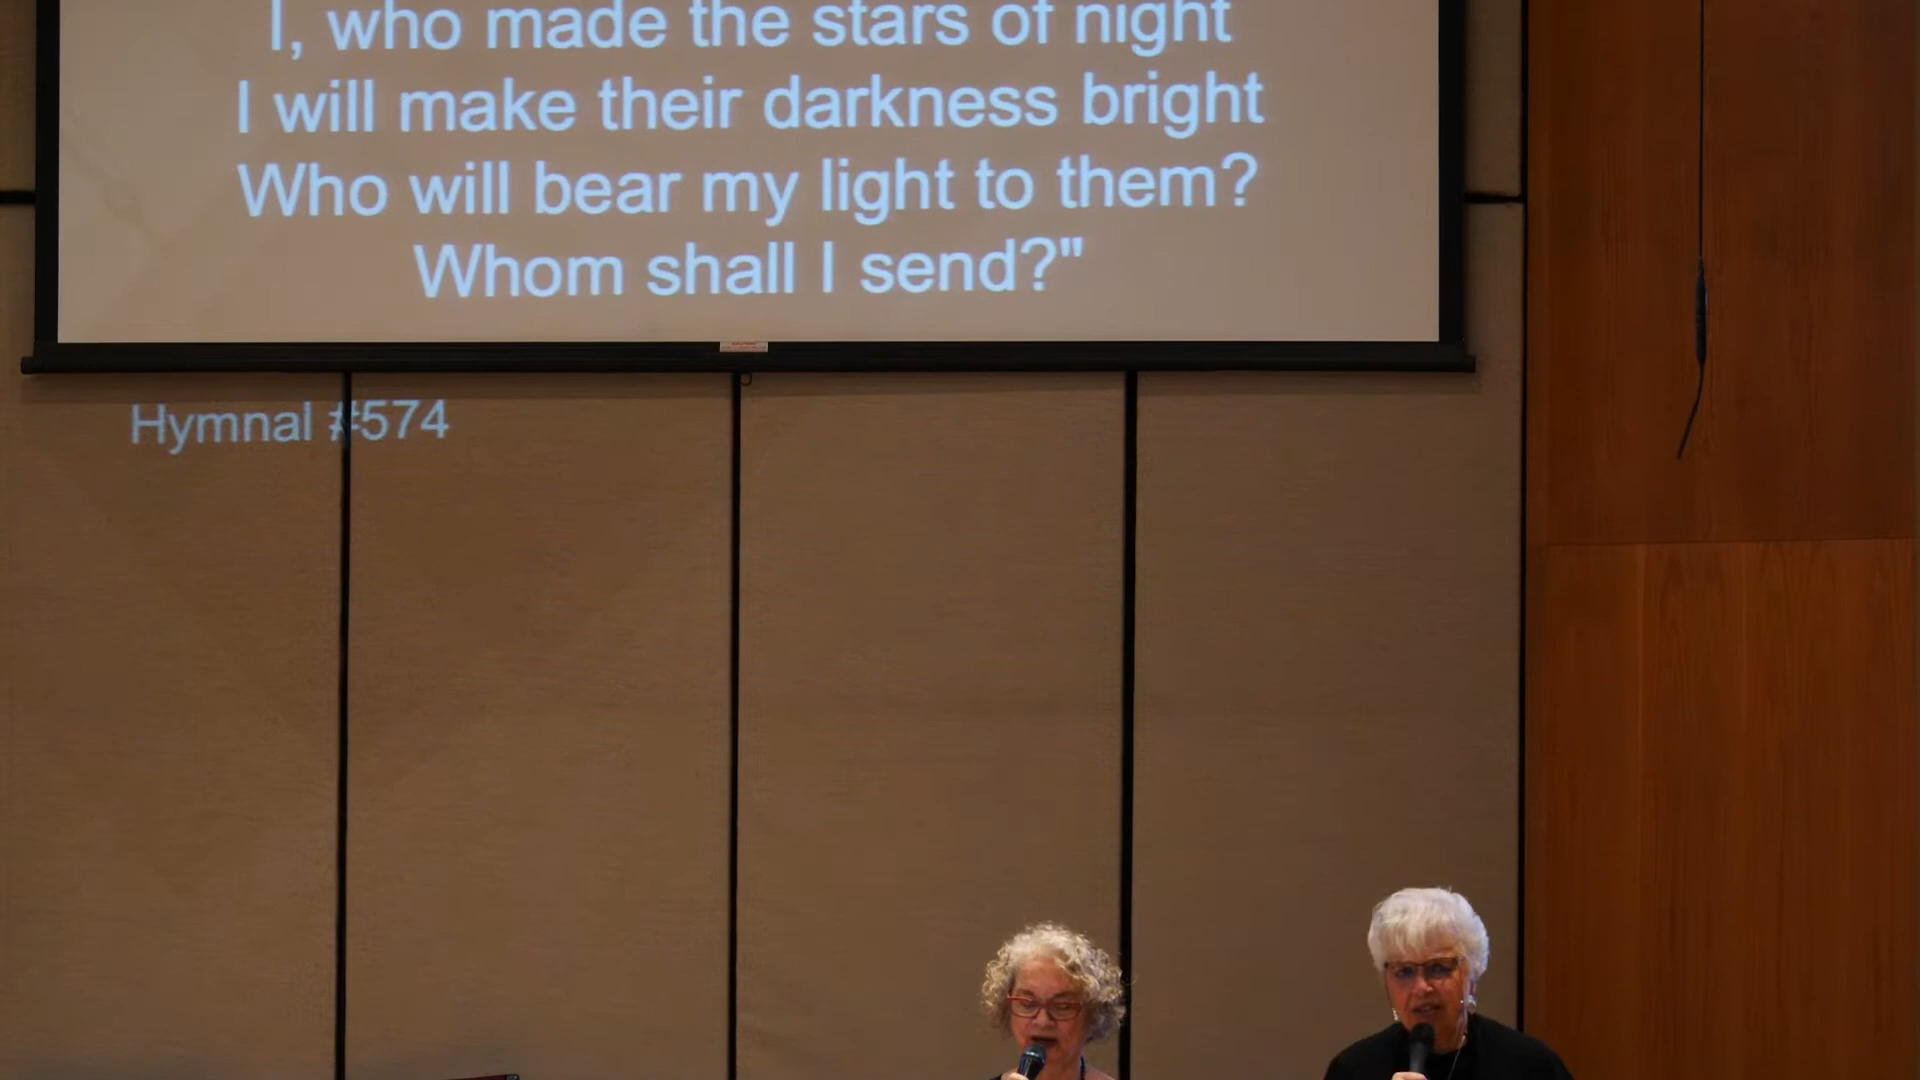 I, who made the stars of night
I will make their darkness bright
Who will bear my light to them?
Whom shall I send?"
Hymnal #574